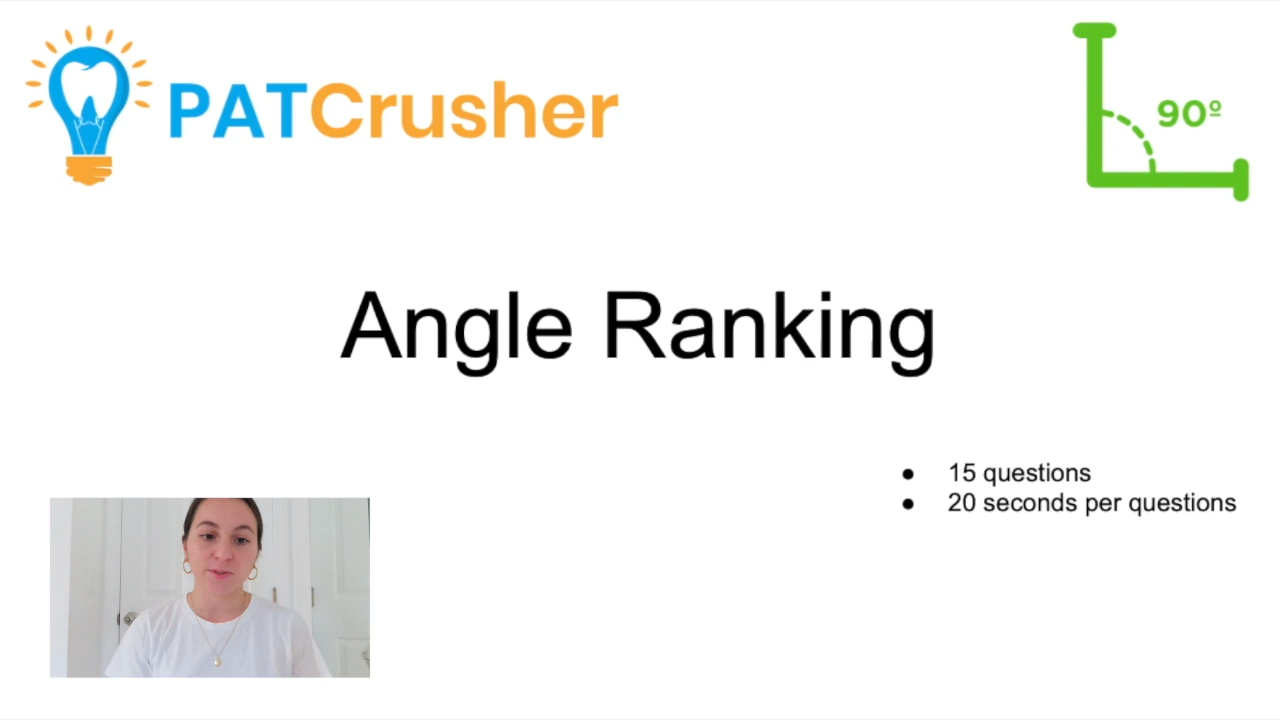 PATCrusher
90º
Angle Ranking
● 15 questions
● 20 seconds per questions